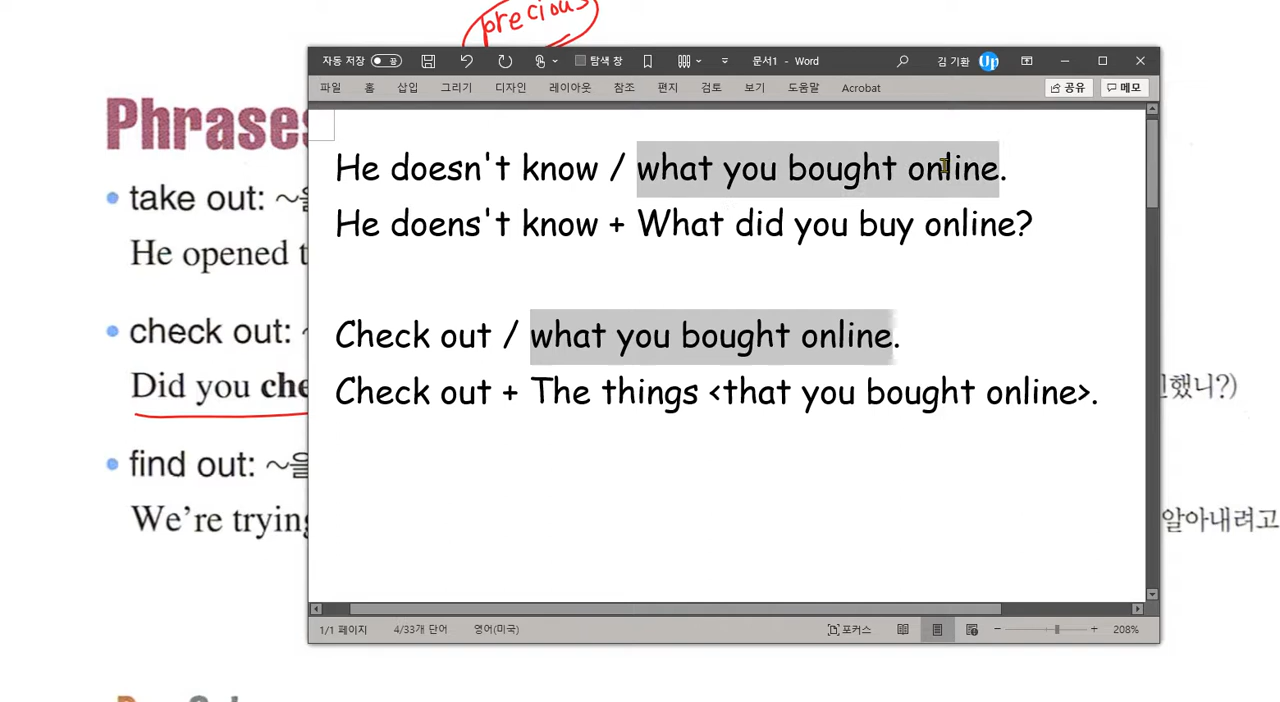 precious
자동 저장 끔 탐색 창 문서1 - Word 김 기환 Up
파일 홈 삽입 그리기 디자인 레이아웃 참조 편지 검토 보기 도움말 Acrobat 공유 메모
Phrases
He doesn't know / what you bought online.
• take out: ~을
He doens't know + What did you buy online?
He opened t
• check out: ~
Check out / what you bought online.
Did you che 인했니?)
Check out + The things <that you bought online>.
• find out: ~을
We're trying 알아내려고
1/1 페이지 4/33개 단어 영어(미국) 포커스 208%